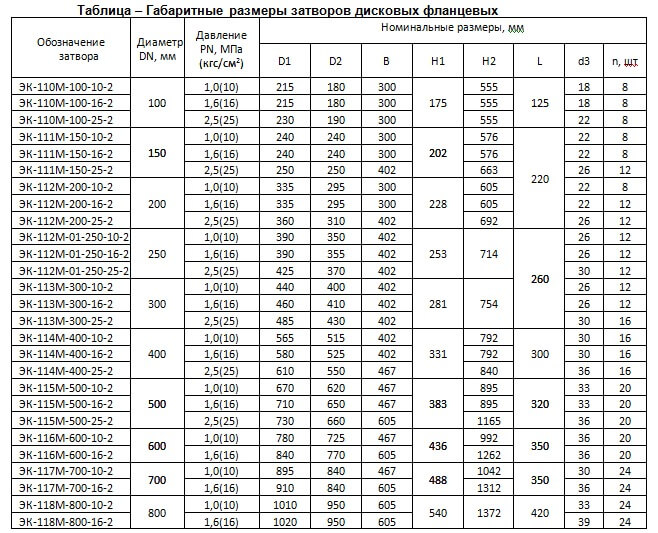 Таблица – Габаритные размеры затворов дисковых фланцевых
Обозначение затвора Диаметр DN, мм Давление PN, МПа (кгс/см²) Номинальные размеры, мм
D1 D2 B H1 H2 L d3 n, шт
ЭК-110М-100-10-2 100 1,0(10) 215 180 300 175 555 125 18 8
ЭК-110М-100-16-2 1,6(16) 215 180 300 555 18 8
ЭК-110М-100-25-2 2,5(25) 230 190 300 555 22 8
ЭК-111М-150-10-2 150 1,0(10) 240 240 300 202 576 220 22 8
ЭК-111М-150-16-2 1,6(16) 240 240 300 576 22 8
ЭК-111М-150-25-2 2,5(25) 250 250 402 663 26 12
ЭК-112М-200-10-2 200 1,0(10) 335 295 300 228 605 22 8
ЭК-112М-200-16-2 1,6(16) 335 295 300 605 22 12
ЭК-112М-200-25-2 2,5(25) 360 310 402 692 26 12
ЭК-112М-01-250-10-2 250 1,0(10) 390 350 402 253 714 260 26 12
ЭК-112М-01-250-16-2 1,6(16) 390 355 402 26 12
ЭК-112М-01-250-25-2 2,5(25) 425 370 402 30 12
ЭК-113М-300-10-2 300 1,0(10) 440 400 402 281 754 26 12
ЭК-113М-300-16-2 1,6(16) 460 410 402 26 12
ЭК-113М-300-25-2 2,5(25) 485 430 402 30 16
ЭК-114М-400-10-2 400 1,0(10) 565 515 402 331 792 300 30 16
ЭК-114М-400-16-2 1,6(16) 580 525 402 792 30 16
ЭК-114М-400-25-2 2,5(25) 610 550 467 840 36 16
ЭК-115М-500-10-2 500 1,0(10) 670 620 467 383 895 320 33 20
ЭК-115М-500-16-2 1,6(16) 710 650 467 895 33 20
ЭК-115М-500-25-2 2,5(25) 730 660 605 1165 36 20
ЭК-116М-600-10-2 600 1,0(10) 780 725 467 436 992 350 36 20
ЭК-116М-600-16-2 1,6(16) 840 770 605 1262 36 20
ЭК-117М-700-10-2 700 1,0(10) 895 840 467 488 1042 350 30 24
ЭК-117М-700-16-2 1,6(16) 910 840 605 1312 36 24
ЭК-118М-800-10-2 800 1,0(10) 1010 950 605 540 1372 420 33 24
ЭК-118М-800-16-2 1,6(16) 1020 950 605 39 24